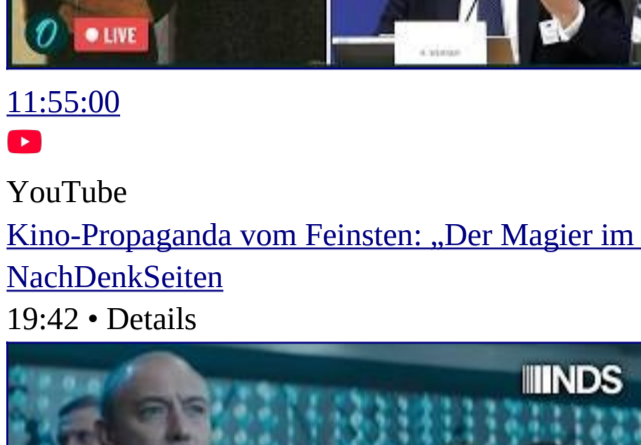 LIVE
11:55:00
YouTube
Kino-Propaganda vom Feinsten: „Der Magier im
NachDenkSeiten
19:42 • Details
NDS